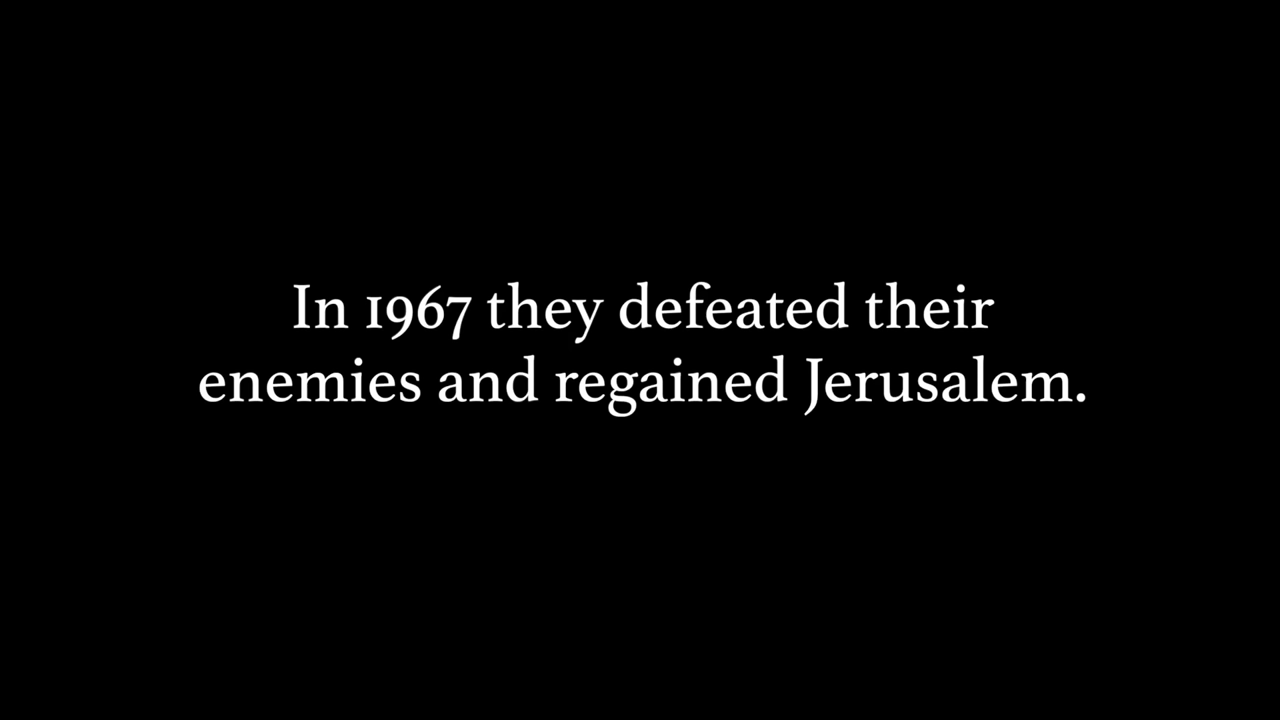 In 1967 they defeated their
enemies and regained Jerusalem.